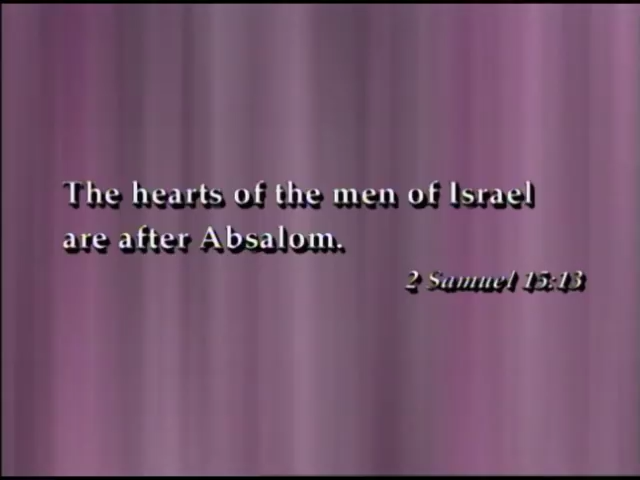 The hearts of the men of Israel
are after Absalom.
2 Samuel 15:13